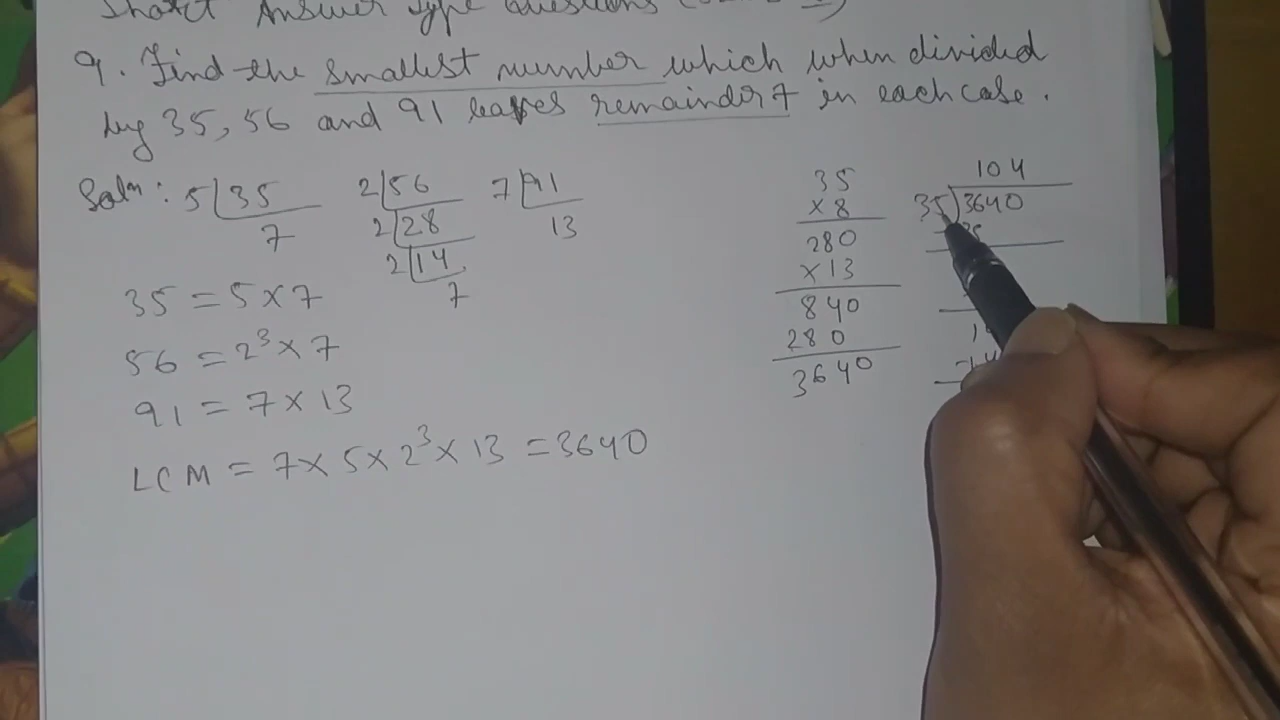 Short Answer Type Questions
9. Find the smallest number which when divided
by 35, 56 and 91 leaves remainder 7 in each case.
Soln: 5 35 2 56 7 91
7 2 28 13
2 14
7
35 = 5 × 7
56 = 2³ × 7
91 = 7 × 13
LCM = 7 × 5 × 2³ × 13 = 3640
35
× 8
280
× 13
840
280
3640
104
35 3640